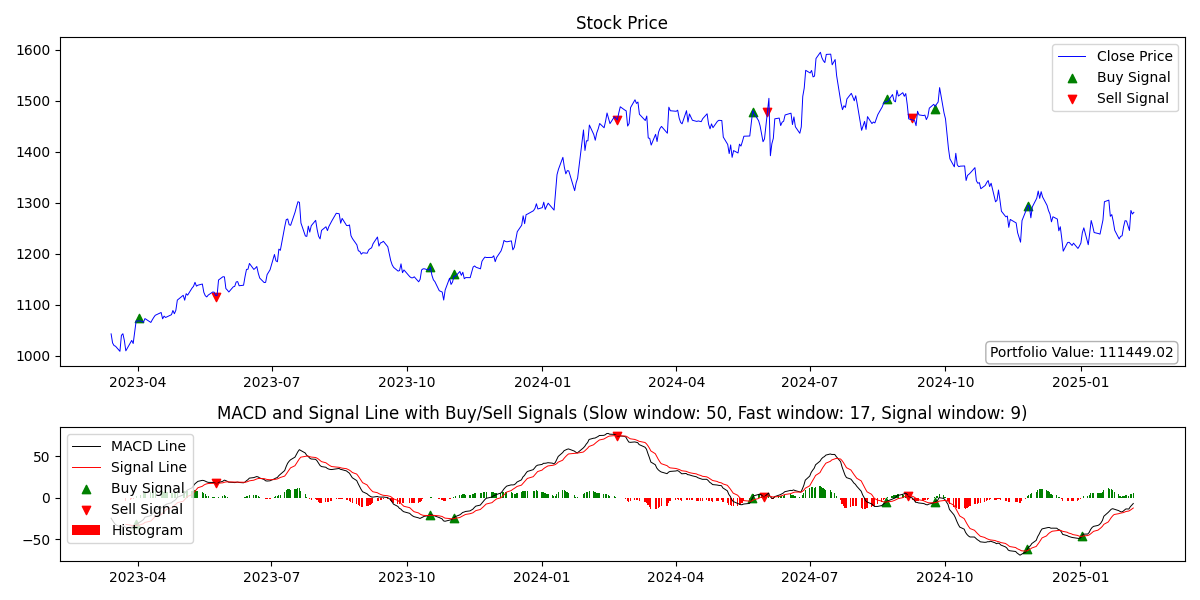 Stock Price
1600
1500
1400
1300
1200
1100
1000
Close Price
Buy Signal
Sell Signal
Portfolio Value: 111449.02
2023-04 2023-07 2023-10 2024-01 2024-04 2024-07 2024-10 2025-01
MACD and Signal Line with Buy/Sell Signals (Slow window: 50, Fast window: 17, Signal window: 9)
50
0
−50
MACD Line
Signal Line
Buy Signal
Sell Signal
Histogram
2023-04 2023-07 2023-10 2024-01 2024-04 2024-07 2024-10 2025-01